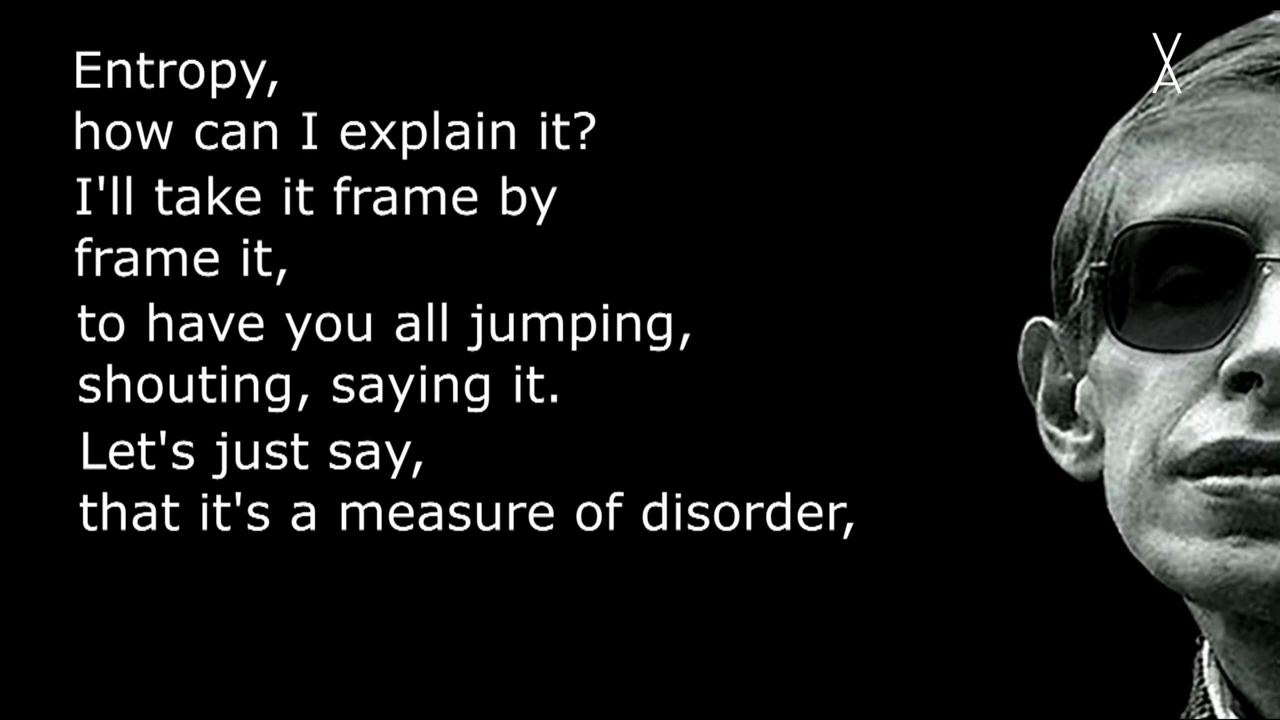 Entropy,
how can I explain it?
I'll take it frame by
frame it,
to have you all jumping,
shouting, saying it.
Let's just say,
that it's a measure of disorder,